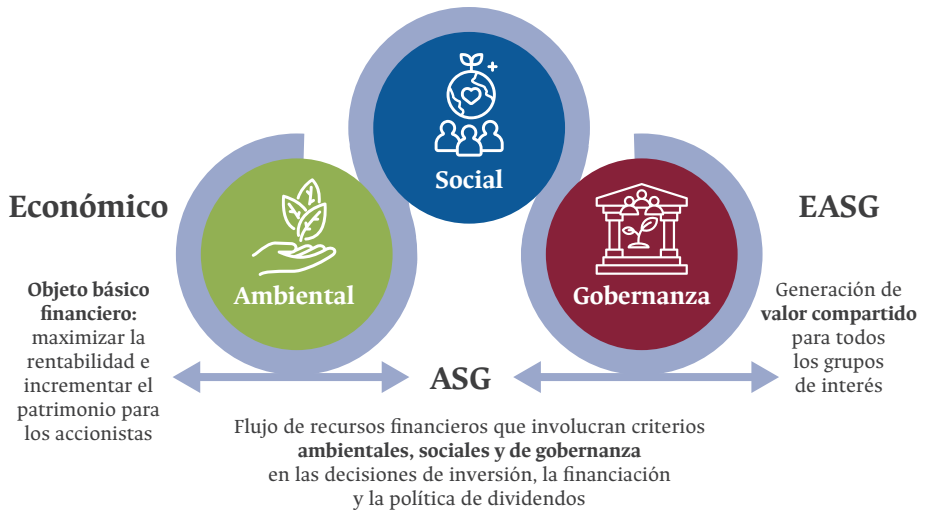 Social
Económico
Objeto básico
financiero:
maximizar la
rentabilidad e
incrementar el
patrimonio para
los accionistas
Ambiental
Gobernanza
EASG
Generación de
valor compartido
para todos
los grupos
de interés
ASG
Flujo de recursos financieros que involucran criterios
ambientales, sociales y de gobernanza
en las decisiones de inversión, la financiación
y la política de dividendos